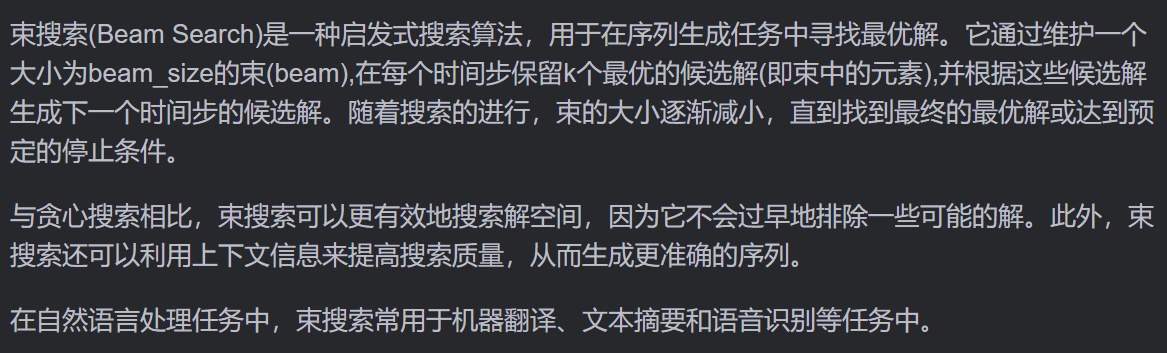 束搜索(Beam Search)是一种启发式搜索算法，用于在序列生成任务中寻找最优解。它通过维护一个
大小为beam_size的束(beam),在每个时间步保留k个最优的候选解(即束中的元素),并根据这些候选解
生成下一个时间步的候选解。随着搜索的进行，束的大小逐渐减小，直到找到最终的最优解或达到预
定的停止条件。
与贪心搜索相比，束搜索可以更有效地搜索解空间，因为它不会过早地排除一些可能的解。此外，束
搜索还可以利用上下文信息来提高搜索质量，从而生成更准确的序列。
在自然语言处理任务中，束搜索常用于机器翻译、文本摘要和语音识别等任务中。